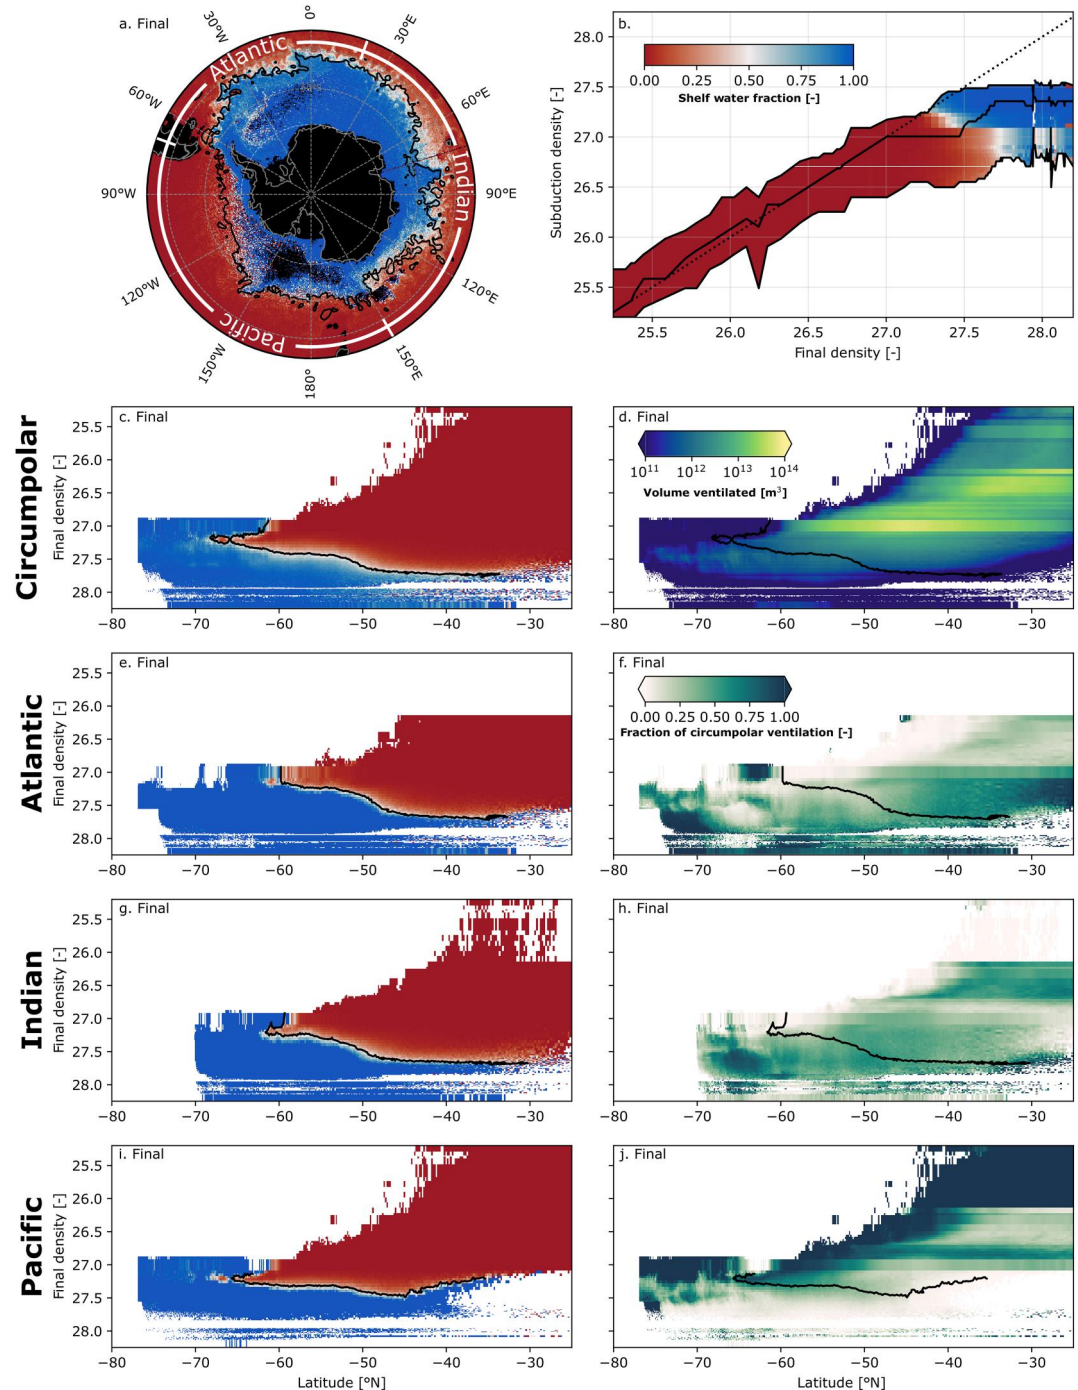 a. Final
0°
30°E
60°E
90°E
120°E
150°E
180°
150°W
120°W
90°W
60°W
30°W
Atlantic
Indian
Pacific
b.
28.0
27.5
27.0
26.5
26.0
25.5
Subduction density [-]
0.00 0.25 0.50 0.75 1.00
Shelf water fraction [-]
25.5 26.0 26.5 27.0 27.5 28.0
Final density [-]
Circumpolar
c. Final
25.5
26.0
26.5
27.0
27.5
28.0
Final density [-]
−80 −70 −60 −50 −40 −30
d. Final
10¹¹ 10¹² 10¹³ 10¹⁴
Volume ventilated [m³]
−80 −70 −60 −50 −40 −30
Atlantic
e. Final
25.5
26.0
26.5
27.0
27.5
28.0
Final density [-]
−80 −70 −60 −50 −40 −30
f. Final
0.00 0.25 0.50 0.75 1.00
Fraction of circumpolar ventilation [-]
−80 −70 −60 −50 −40 −30
Indian
g. Final
25.5
26.0
26.5
27.0
27.5
28.0
Final density [-]
−80 −70 −60 −50 −40 −30
h. Final
−80 −70 −60 −50 −40 −30
Pacific
i. Final
25.5
26.0
26.5
27.0
27.5
28.0
Final density [-]
−80 −70 −60 −50 −40 −30
Latitude [°N]
j. Final
−80 −70 −60 −50 −40 −30
Latitude [°N]